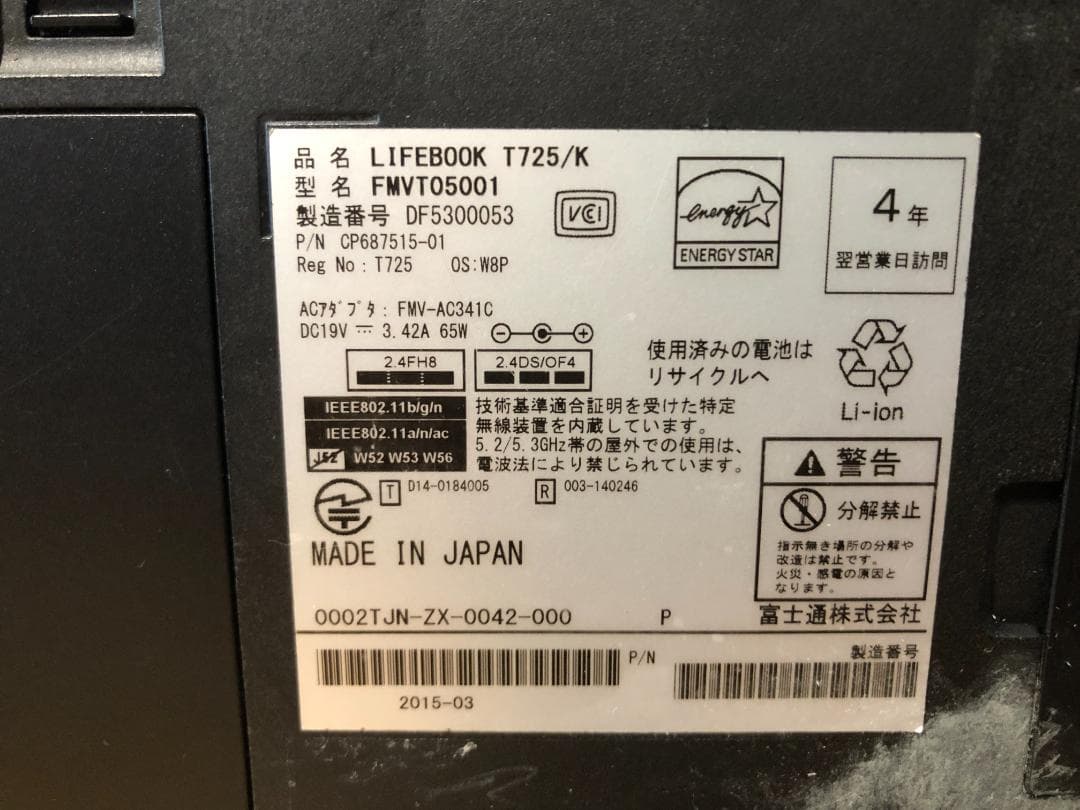 品名 LIFEBOOK T725/K
型名 FMVT05001
製造番号 DF5300053
P/N CP687515-01
Reg No : T725 OS:W8P
VCI
energy
ENERGY STAR
4年
翌営業日訪問
ACｱﾀﾞﾌﾟﾀ : FMV-AC341C
DC19V ⎓ 3.42A 65W
2.4FH8
2.4DS/OF4
使用済みの電池は
リサイクルへ
Li-ion
IEEE802.11b/g/n
IEEE802.11a/n/ac
J52 W52 W53 W56
技術基準適合証明を受けた特定
無線装置を内蔵しています。
5.2/5.3GHz帯の屋外での使用は、
電波法により禁じられています。
T D14-0184005 R 003-140246
警告
分解禁止
指示無き場所の分解や
改造は禁止です。
火災・感電の原因と
なります。
MADE IN JAPAN
0002TJN-ZX-0042-000 P 富士通株式会社
P/N
2015-03
製造番号